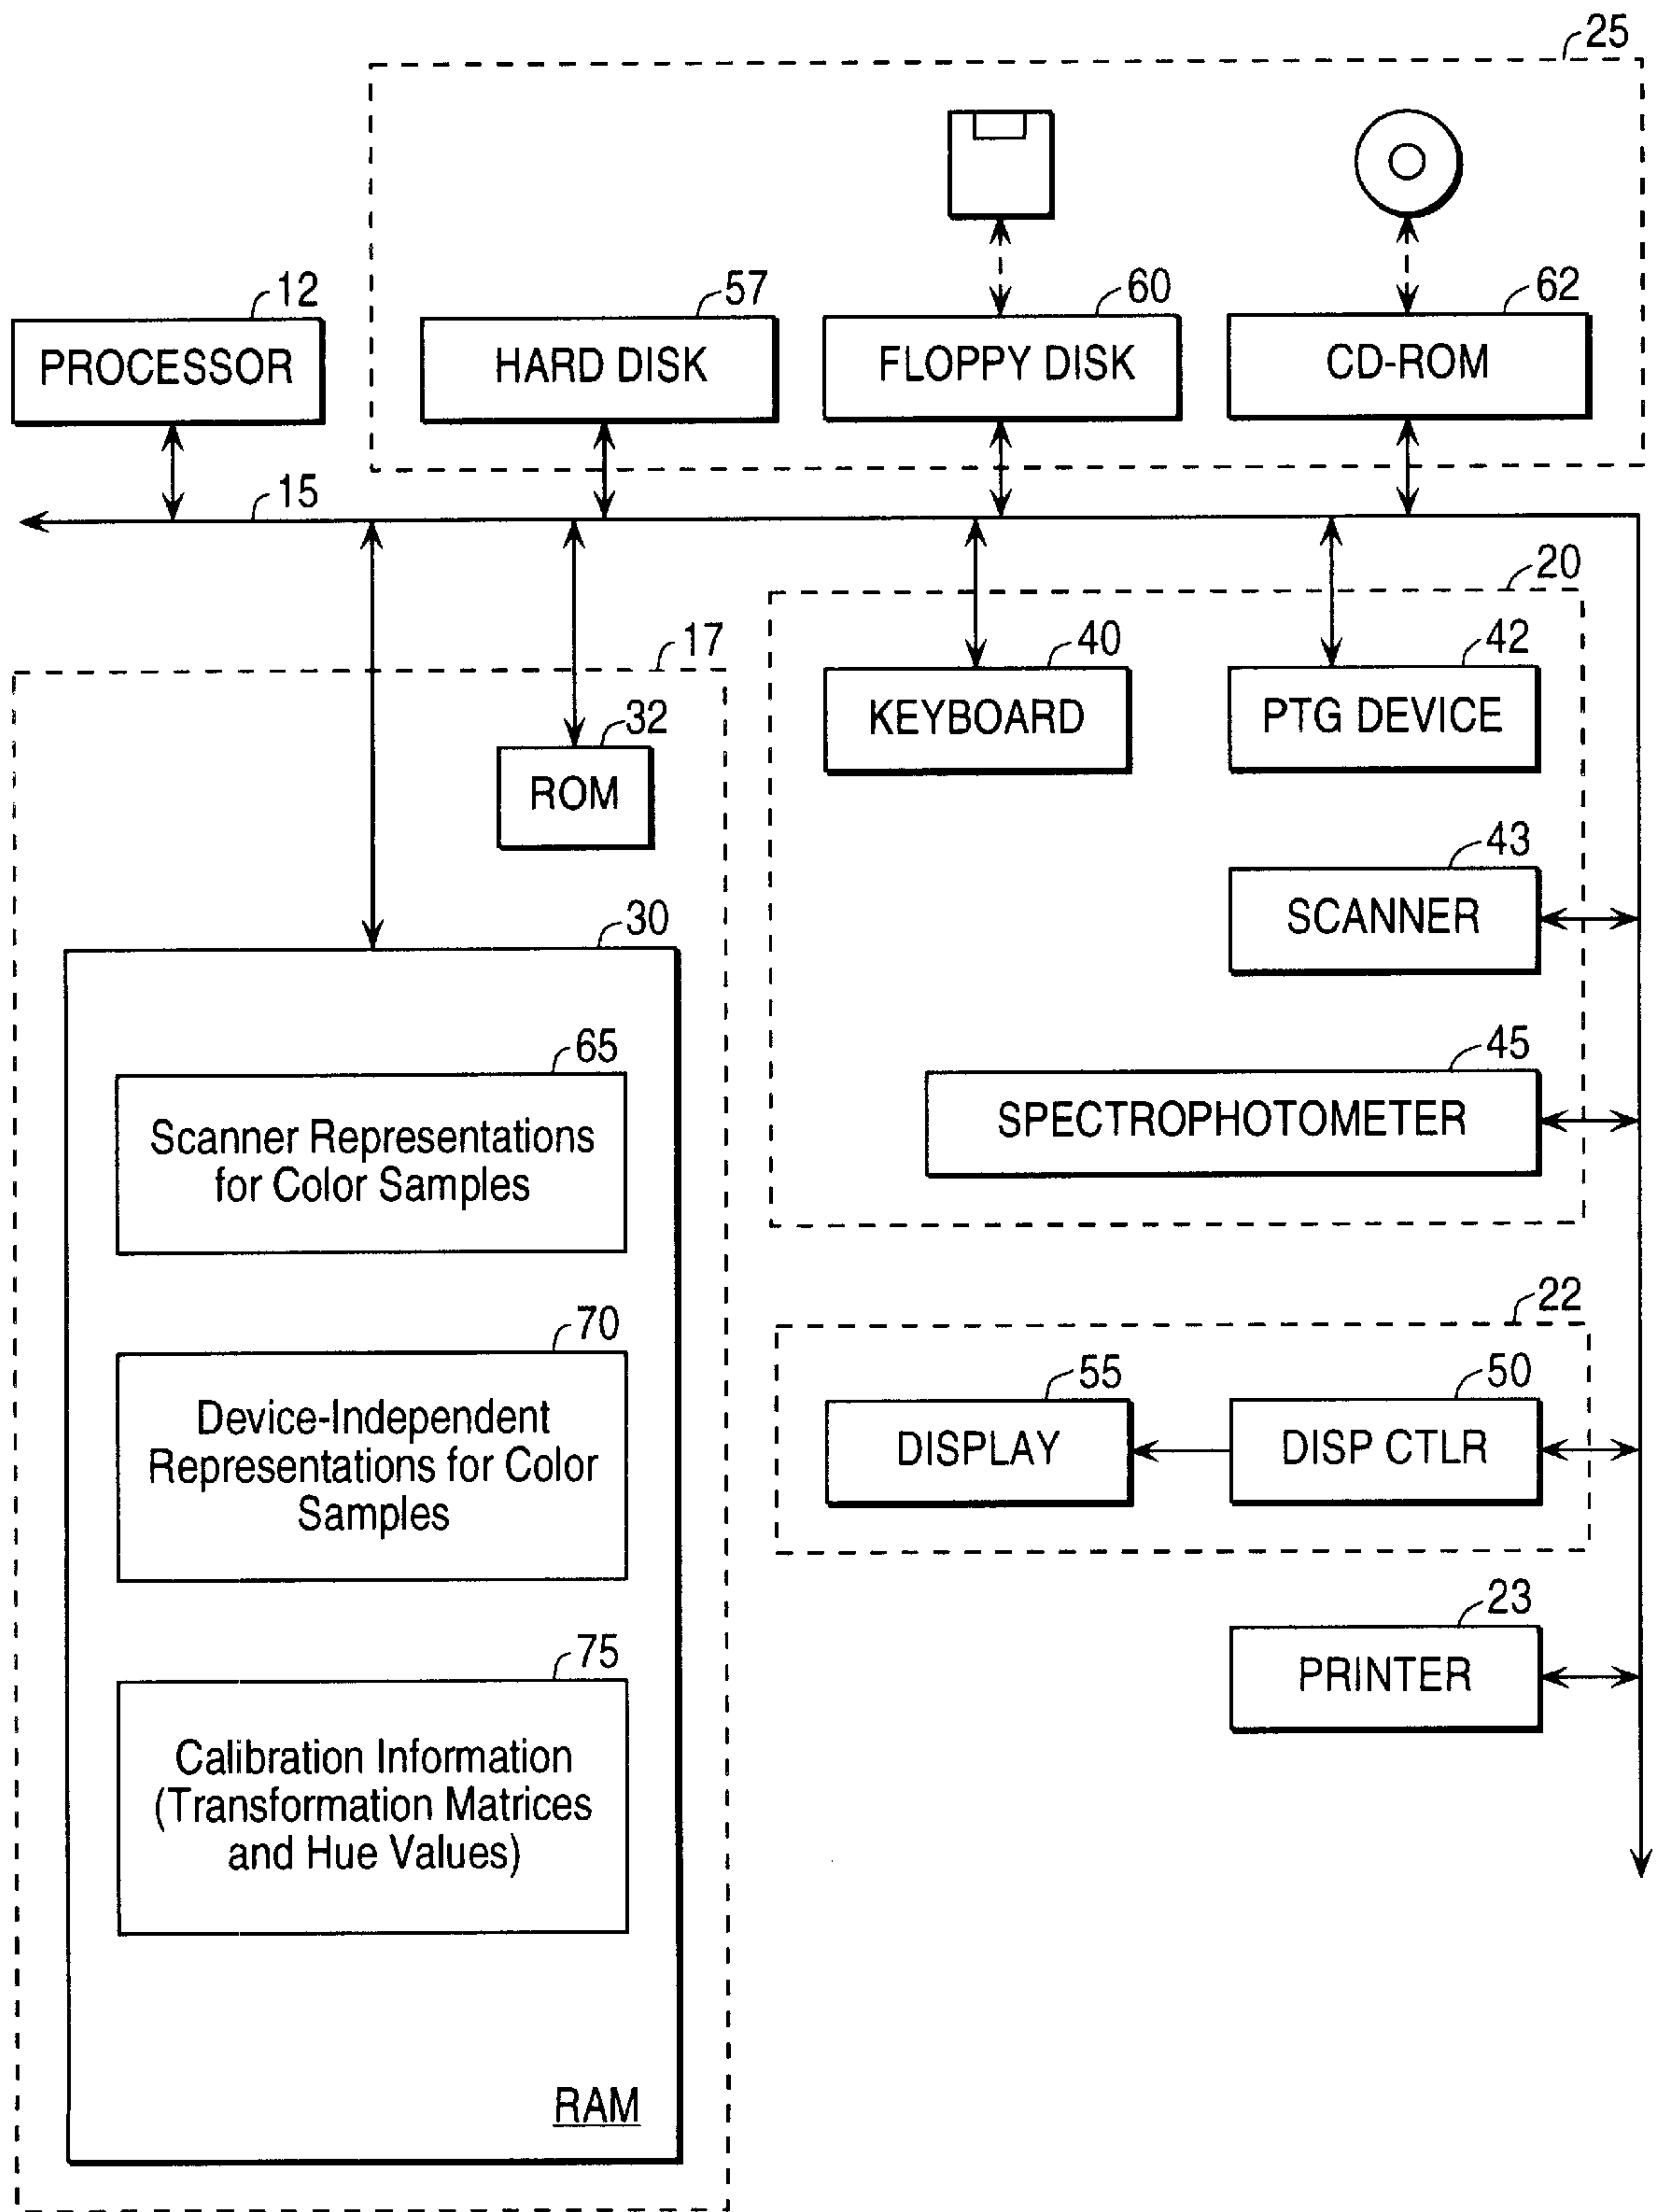 25
12
57
60
62
PROCESSOR
HARD DISK
FLOPPY DISK
CD-ROM
15
20
17
40
42
KEYBOARD
PTG DEVICE
32
ROM
43
SCANNER
30
45
SPECTROPHOTOMETER
65
Scanner Representations
for Color Samples
22
70
55
50
Device-Independent
Representations for Color
Samples
DISPLAY
DISP CTLR
23
PRINTER
75
Calibration Information
(Transformation Matrices
and Hue Values)
RAM